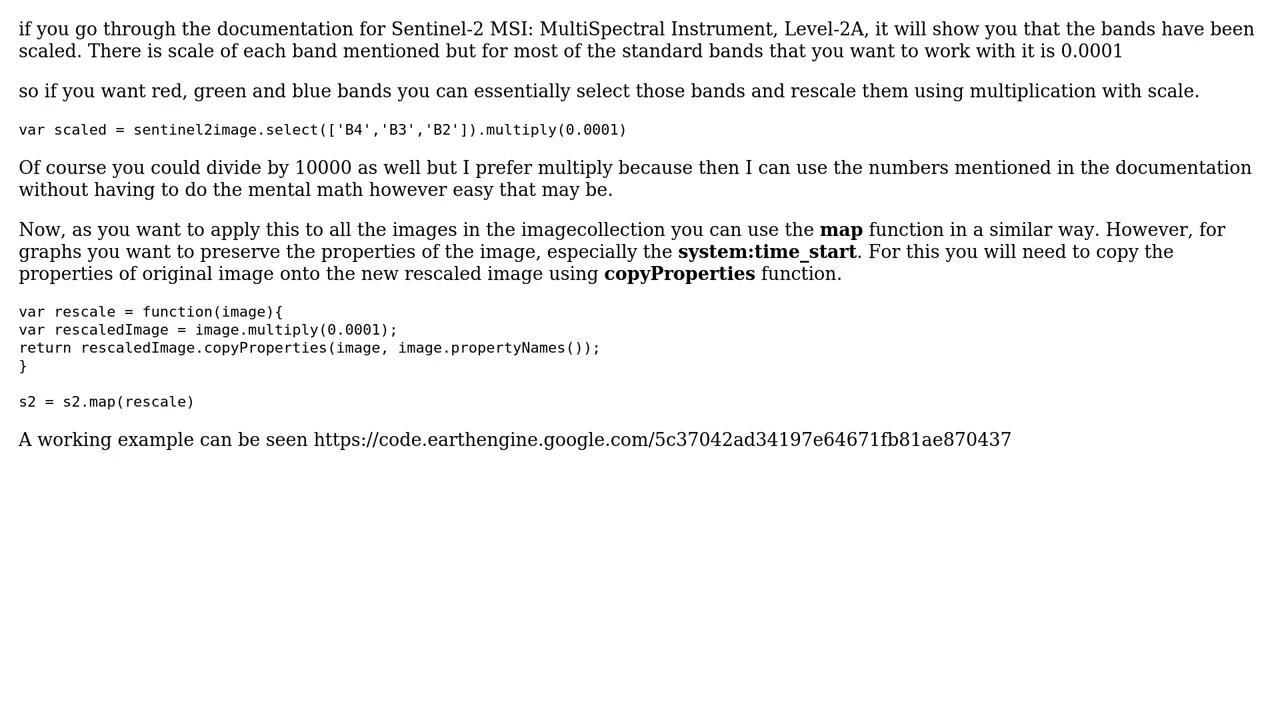 if you go through the documentation for Sentinel-2 MSI: MultiSpectral Instrument, Level-2A, it will show you that the bands have been
scaled. There is scale of each band mentioned but for most of the standard bands that you want to work with it is 0.0001
so if you want red, green and blue bands you can essentially select those bands and rescale them using multiplication with scale.
var scaled = sentinel2image.select(['B4','B3','B2']).multiply(0.0001)
Of course you could divide by 10000 as well but I prefer multiply because then I can use the numbers mentioned in the documentation
without having to do the mental math however easy that may be.
Now, as you want to apply this to all the images in the imagecollection you can use the map function in a similar way. However, for
graphs you want to preserve the properties of the image, especially the system:time_start. For this you will need to copy the
properties of original image onto the new rescaled image using copyProperties function.
var rescale = function(image){
var rescaledImage = image.multiply(0.0001);
return rescaledImage.copyProperties(image, image.propertyNames());
}
s2 = s2.map(rescale)
A working example can be seen https://code.earthengine.google.com/5c37042ad34197e64671fb81ae870437